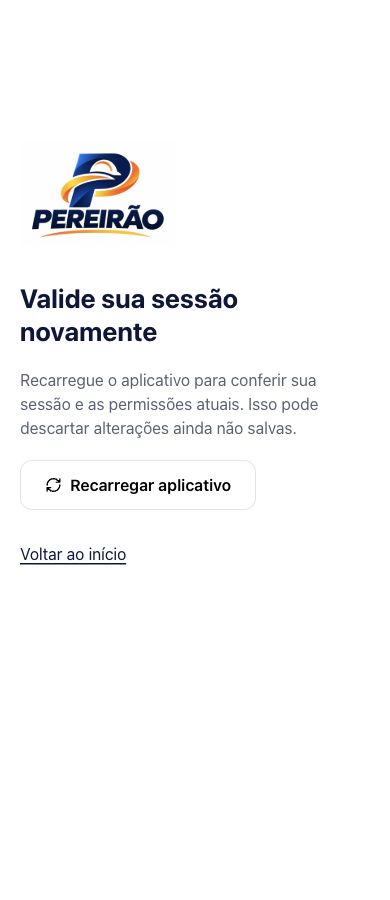 PEREIRÃO
Valide sua sessão
novamente
Recarregue o aplicativo para conferir sua
sessão e as permissões atuais. Isso pode
descartar alterações ainda não salvas.
Recarregar aplicativo
Voltar ao início